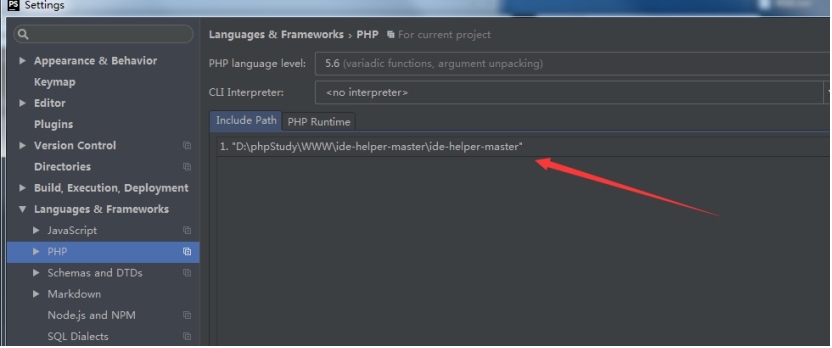 PS Settings
Languages & Frameworks › PHP For current project
Appearance & Behavior
Keymap
Editor
Plugins
Version Control
Directories
Build, Execution, Deployment
Languages & Frameworks
JavaScript
PHP
Schemas and DTDs
Markdown
Node.js and NPM
SQL Dialects
PHP language level: 5.6 (variadic functions, argument unpacking)
CLI Interpreter: <no interpreter>
Include Path PHP Runtime
1. "D:\phpStudy\WWW\ide-helper-master\ide-helper-master"